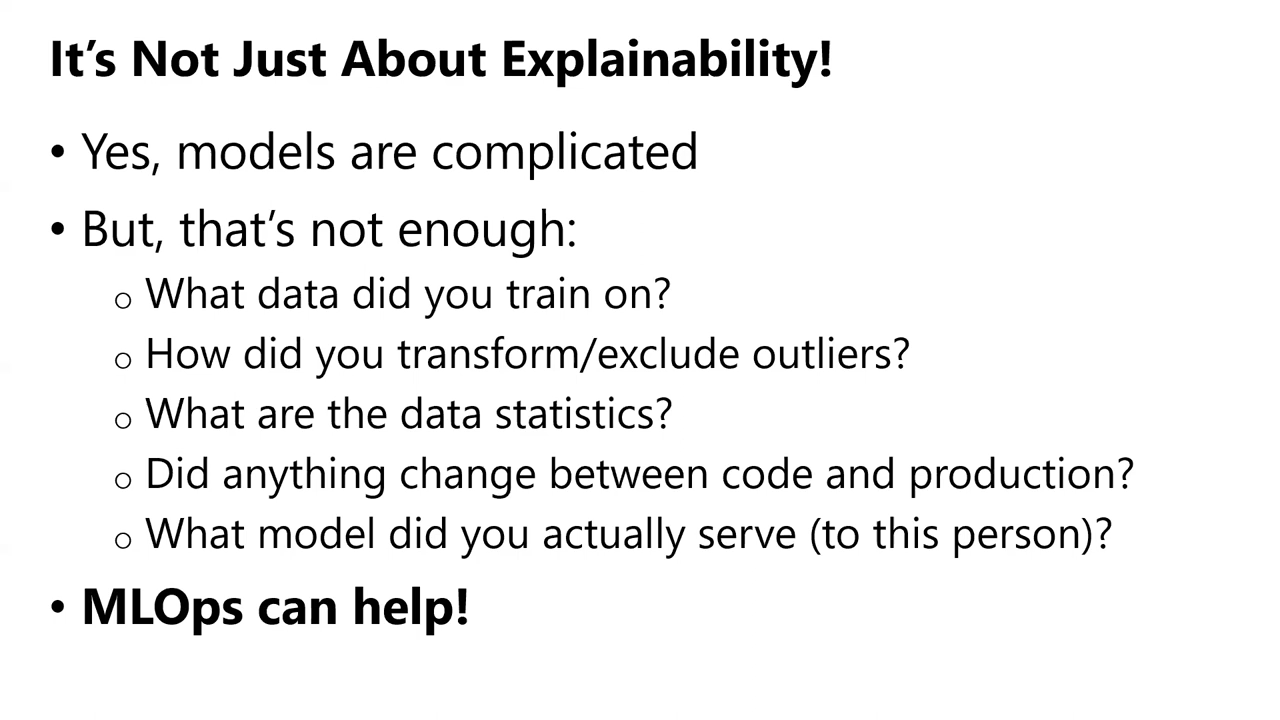 It’s Not Just About Explainability!
• Yes, models are complicated
• But, that’s not enough:
o What data did you train on?
o How did you transform/exclude outliers?
o What are the data statistics?
o Did anything change between code and production?
o What model did you actually serve (to this person)?
• MLOps can help!